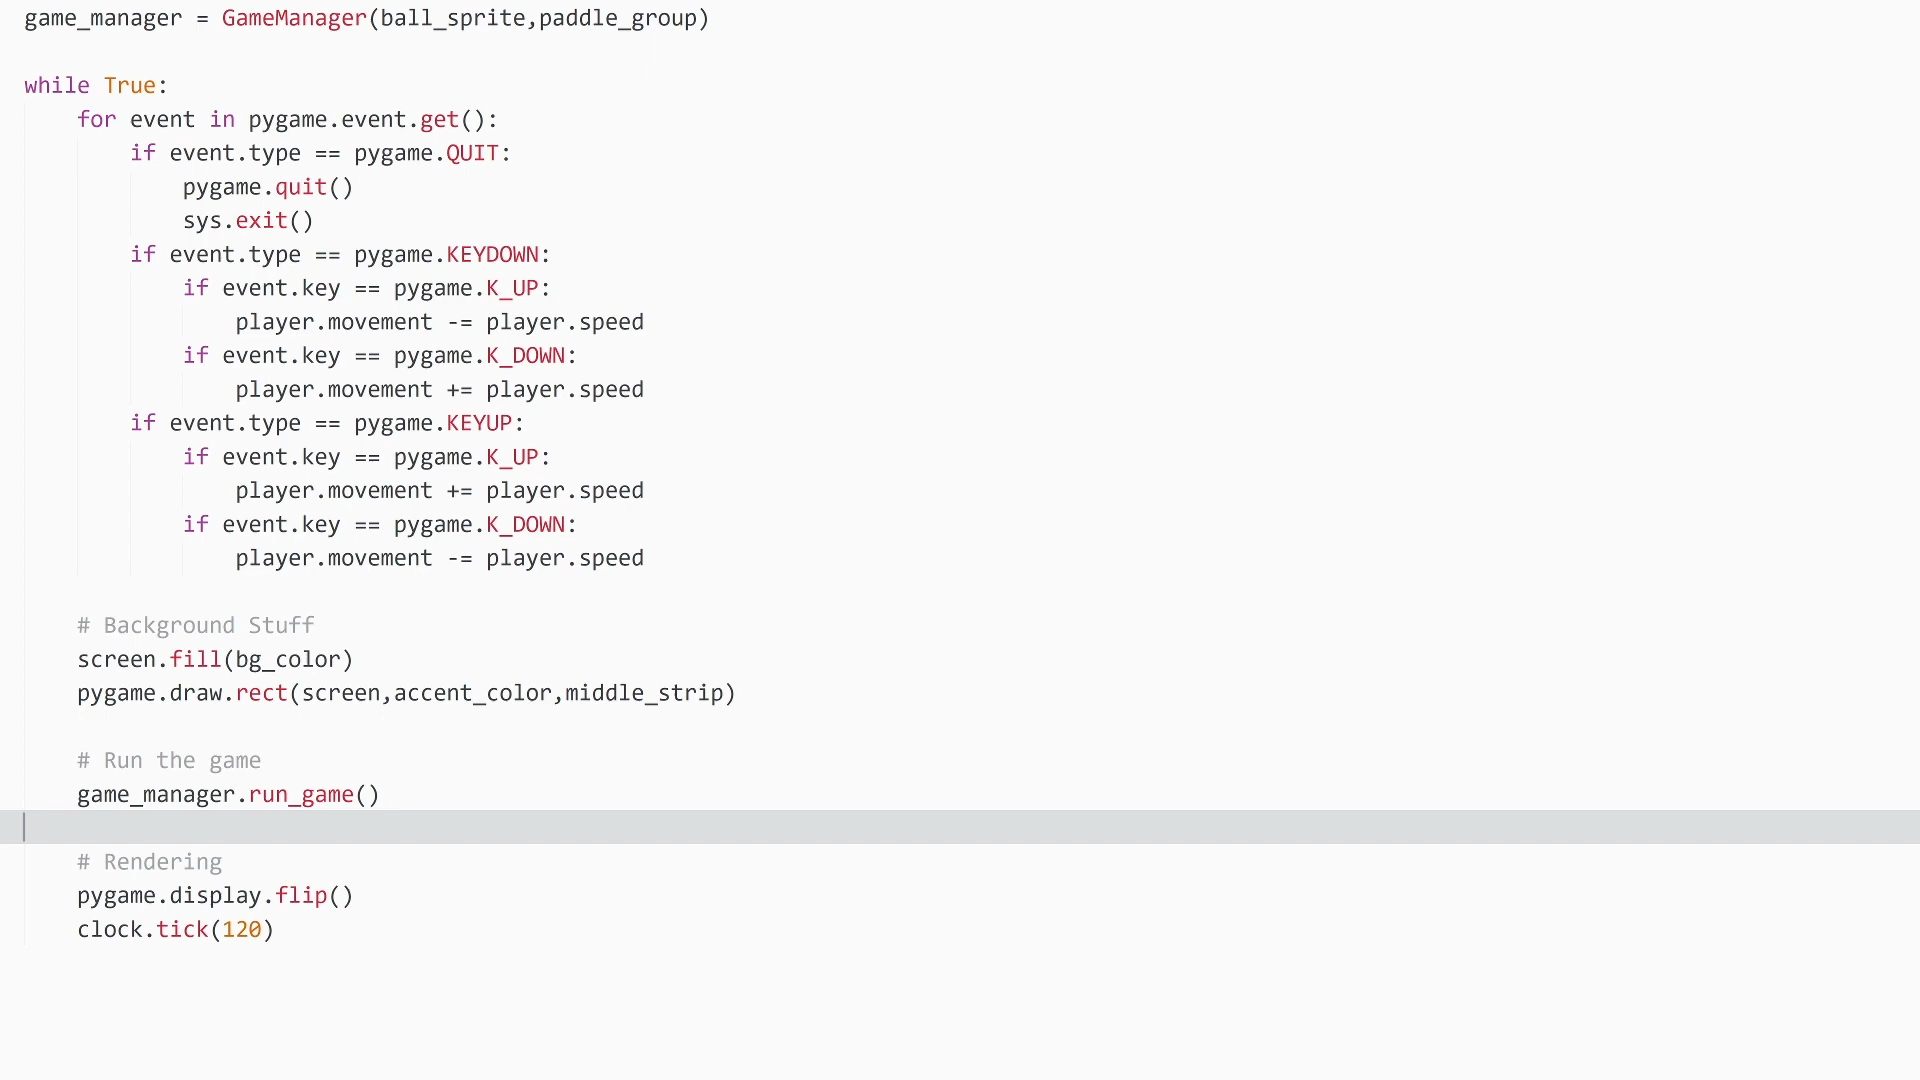 game_manager = GameManager(ball_sprite,paddle_group)
while True:
    for event in pygame.event.get():
        if event.type == pygame.QUIT:
            pygame.quit()
            sys.exit()
        if event.type == pygame.KEYDOWN:
            if event.key == pygame.K_UP:
                player.movement -= player.speed
            if event.key == pygame.K_DOWN:
                player.movement += player.speed
        if event.type == pygame.KEYUP:
            if event.key == pygame.K_UP:
                player.movement += player.speed
            if event.key == pygame.K_DOWN:
                player.movement -= player.speed
    # Background Stuff
    screen.fill(bg_color)
    pygame.draw.rect(screen,accent_color,middle_strip)
    # Run the game
    game_manager.run_game()
    # Rendering
    pygame.display.flip()
    clock.tick(120)